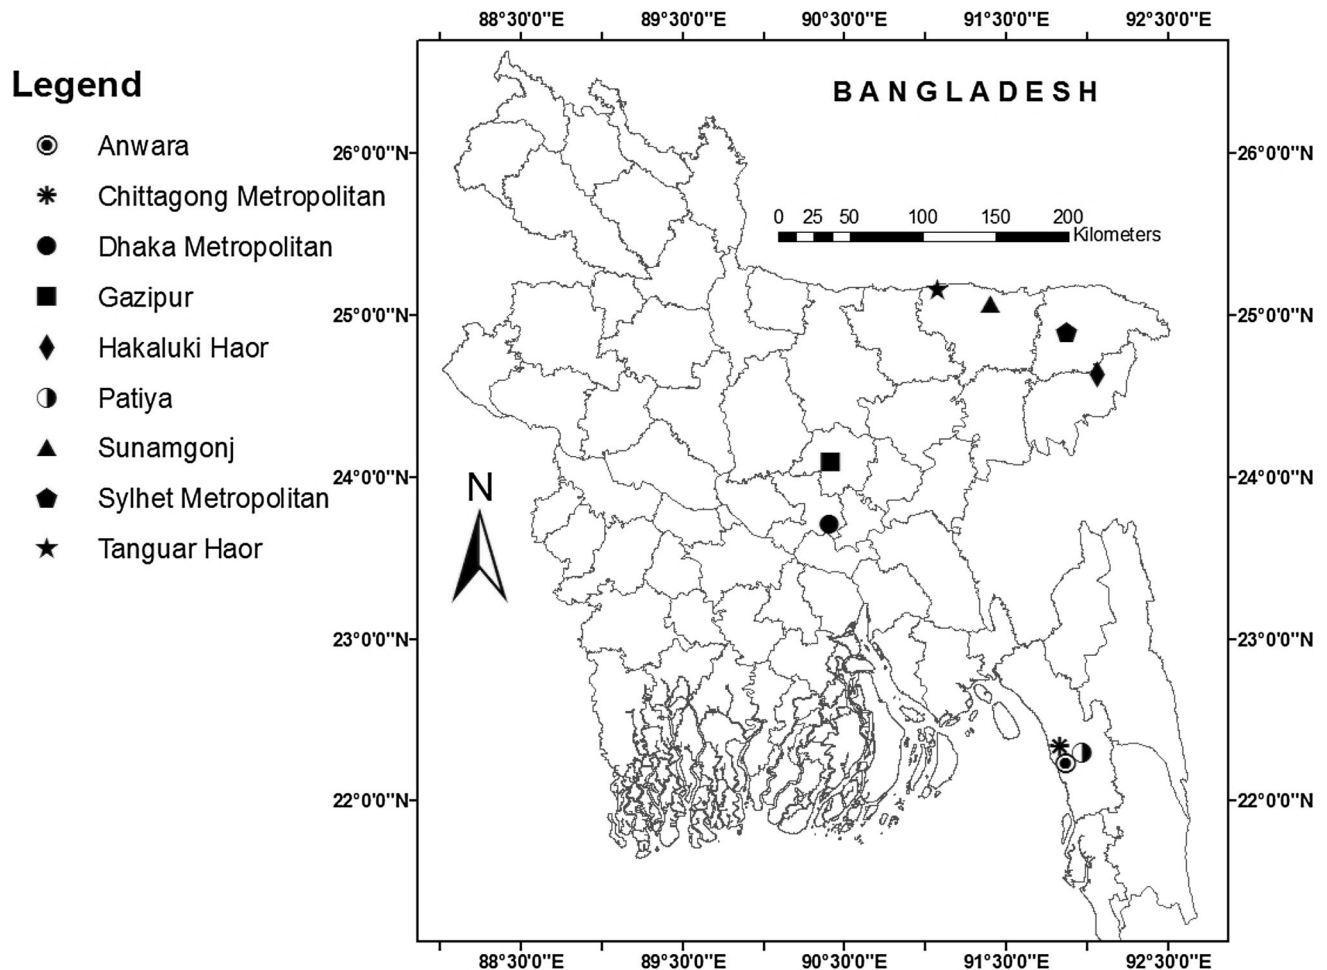 88°30'0"E 89°30'0"E 90°30'0"E 91°30'0"E 92°30'0"E
BANGLADESH
Legend
Anwara
Chittagong Metropolitan
Dhaka Metropolitan
Gazipur
Hakaluki Haor
Patiya
Sunamgonj
Sylhet Metropolitan
Tanguar Haor
26°0'0"N 26°0'0"N
0 25 50 100 150 200
Kilometers
25°0'0"N 25°0'0"N
24°0'0"N 24°0'0"N
N
23°0'0"N 23°0'0"N
22°0'0"N 22°0'0"N
88°30'0"E 89°30'0"E 90°30'0"E 91°30'0"E 92°30'0"E